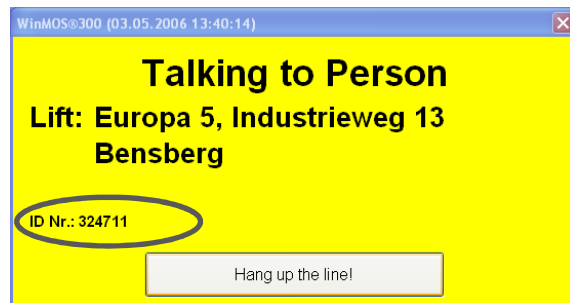 WinMOS®300 (03.05.2006 13:40:14)
Talking to Person
Lift: Europa 5, Industrieweg 13
Bensberg
ID Nr.: 324711
Hang up the line!